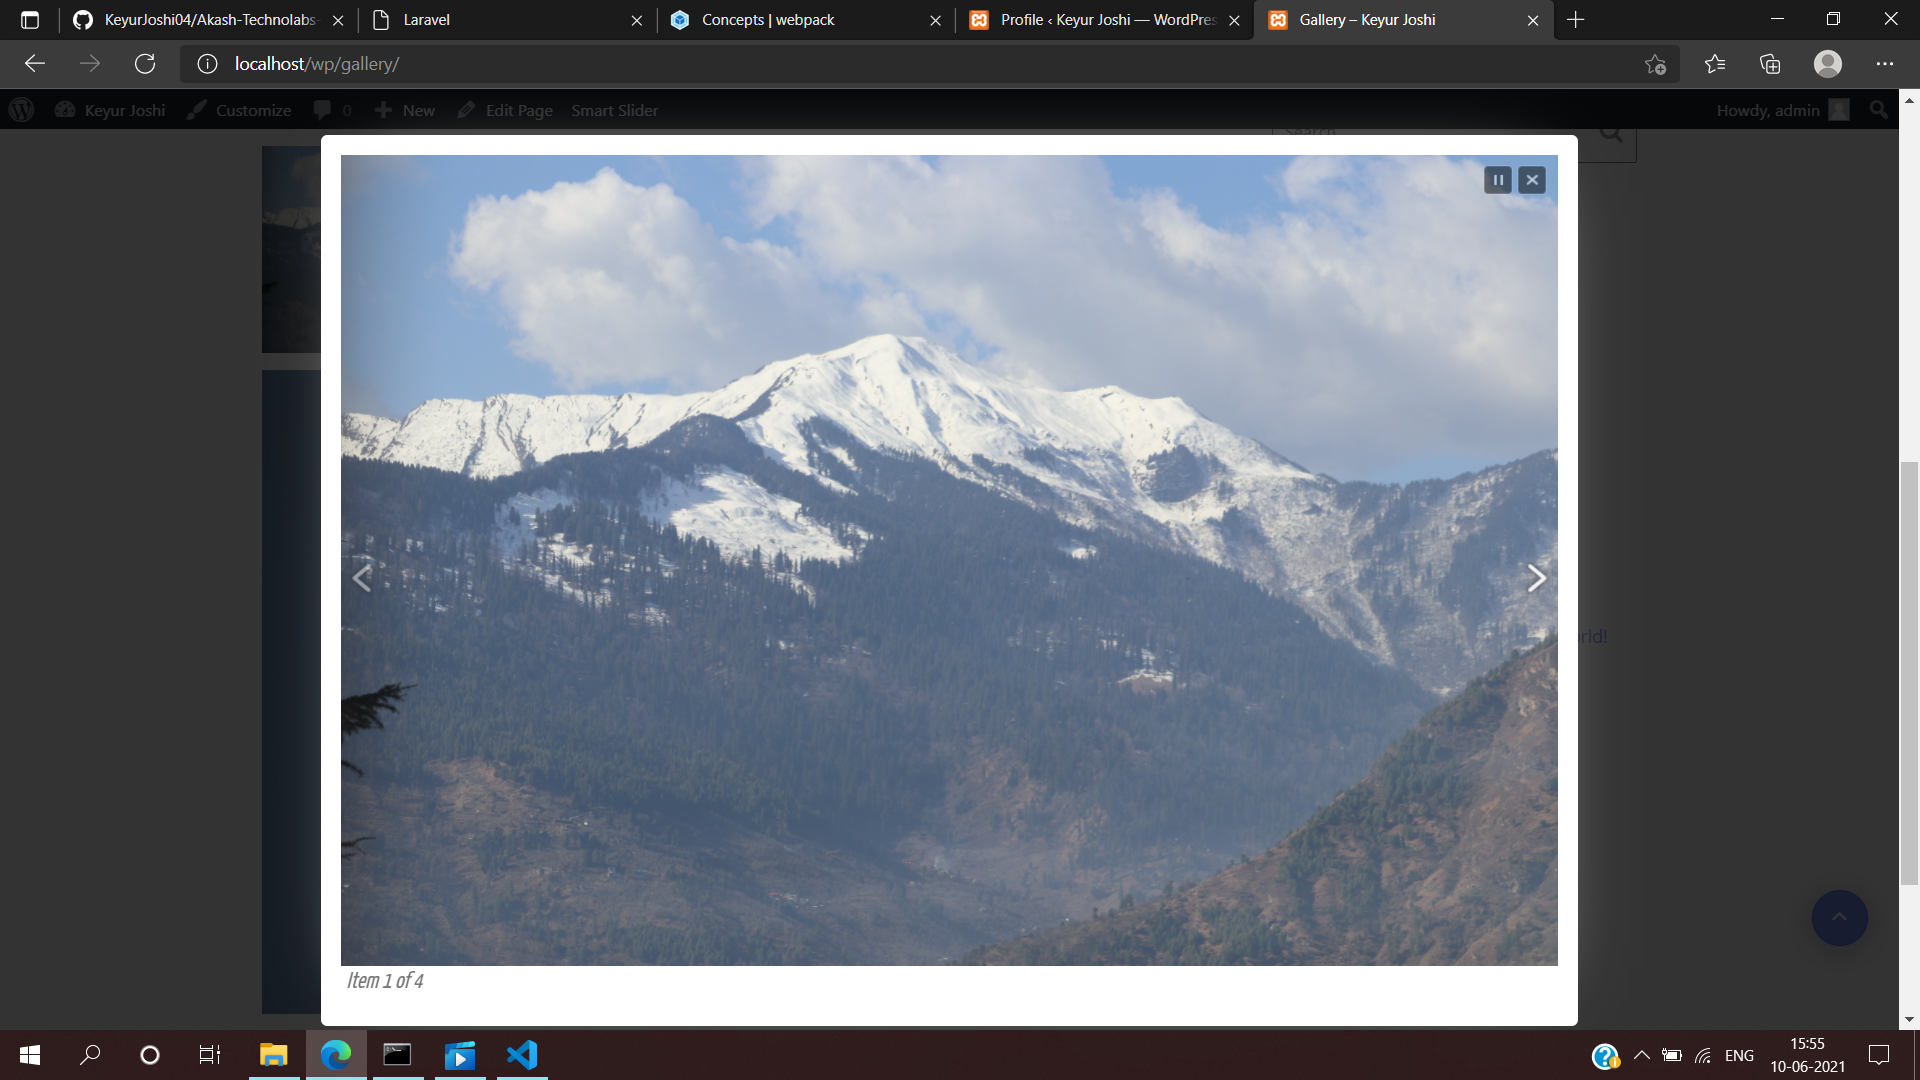 KeyurJoshi04/Akash-Technolabs-
Laravel
Concepts | webpack
Profile ‹ Keyur Joshi — WordPres
Gallery – Keyur Joshi
localhost/wp/gallery/
Keyur Joshi
Customize
0
New
Edit Page
Smart Slider
Howdy, admin
Search
rld!
Item 1 of 4
ENG
15:55
10-06-2021